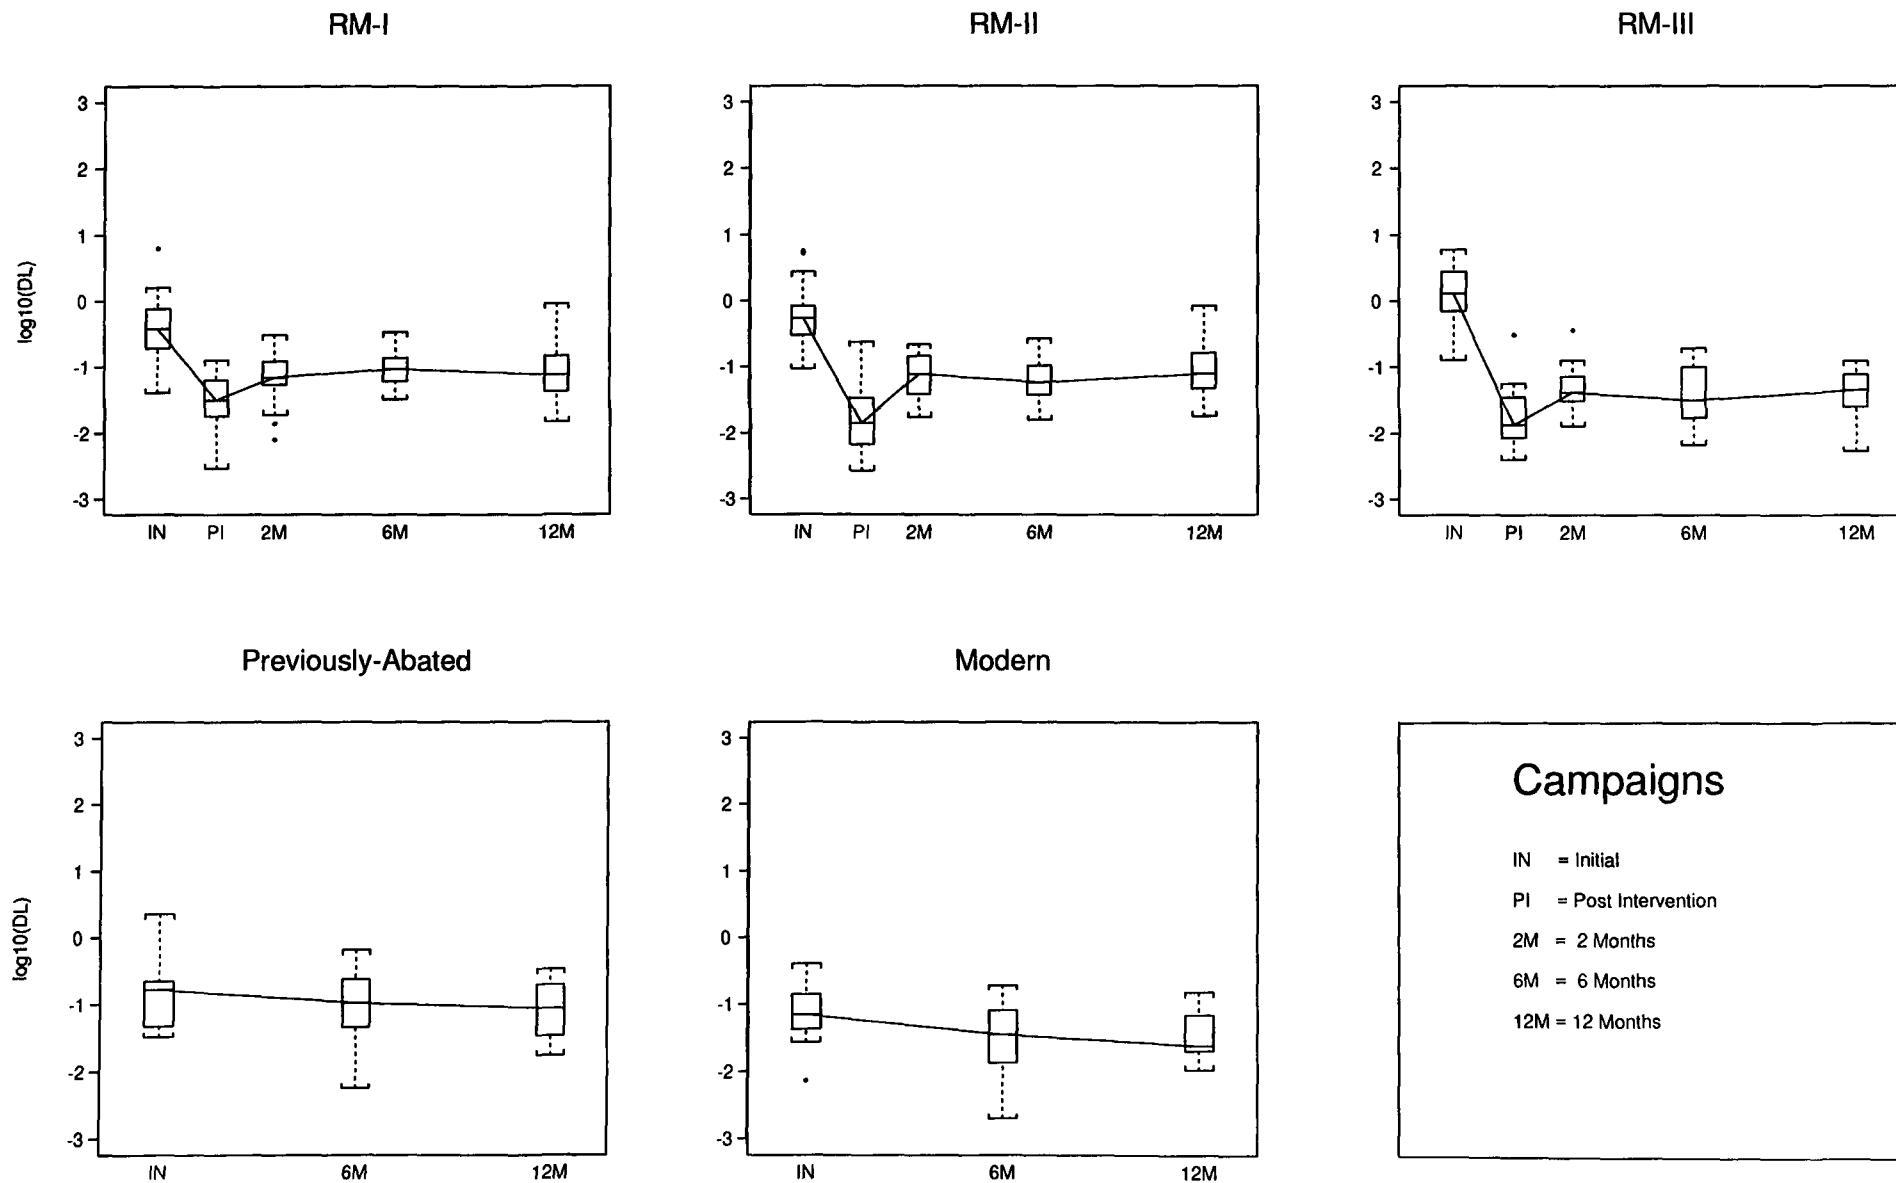 RM-I
RM-II
RM-III
log10(DL)
3
2
1
0
-1
-2
-3
IN PI 2M 6M 12M
3
2
1
0
-1
-2
-3
IN PI 2M 6M 12M
3
2
1
0
-1
-2
-3
IN PI 2M 6M 12M
Previously-Abated
Modern
log10(DL)
3
2
1
0
-1
-2
-3
IN 6M 12M
3
2
1
0
-1
-2
-3
IN 6M 12M
Campaigns
IN = Initial
PI = Post Intervention
2M = 2 Months
6M = 6 Months
12M = 12 Months